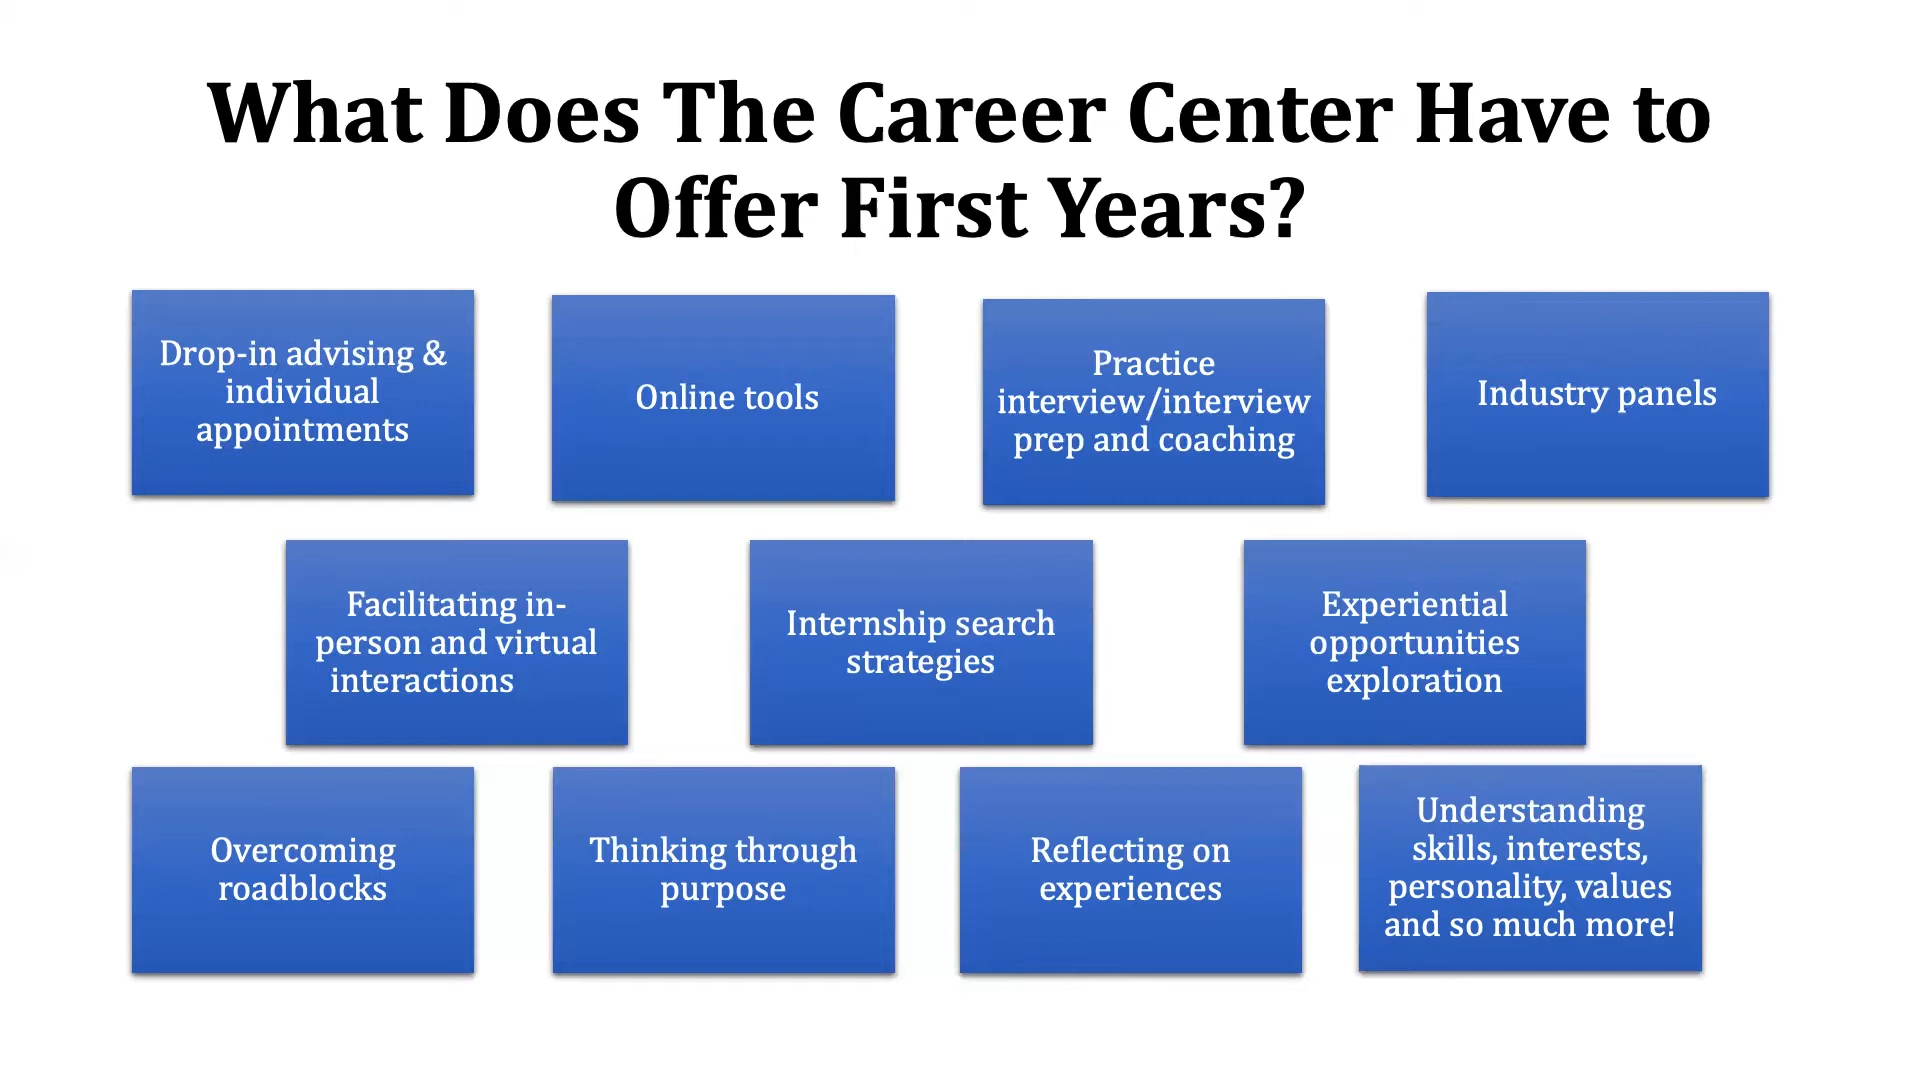 What Does The Career Center Have to
Offer First Years?
Drop-in advising &
individual
appointments
Online tools
Practice
interview/interview
prep and coaching
Industry panels
Facilitating in-
person and virtual
interactions
Internship search
strategies
Experiential
opportunities
exploration
Overcoming
roadblocks
Thinking through
purpose
Reflecting on
experiences
Understanding
skills, interests,
personality, values
and so much more!